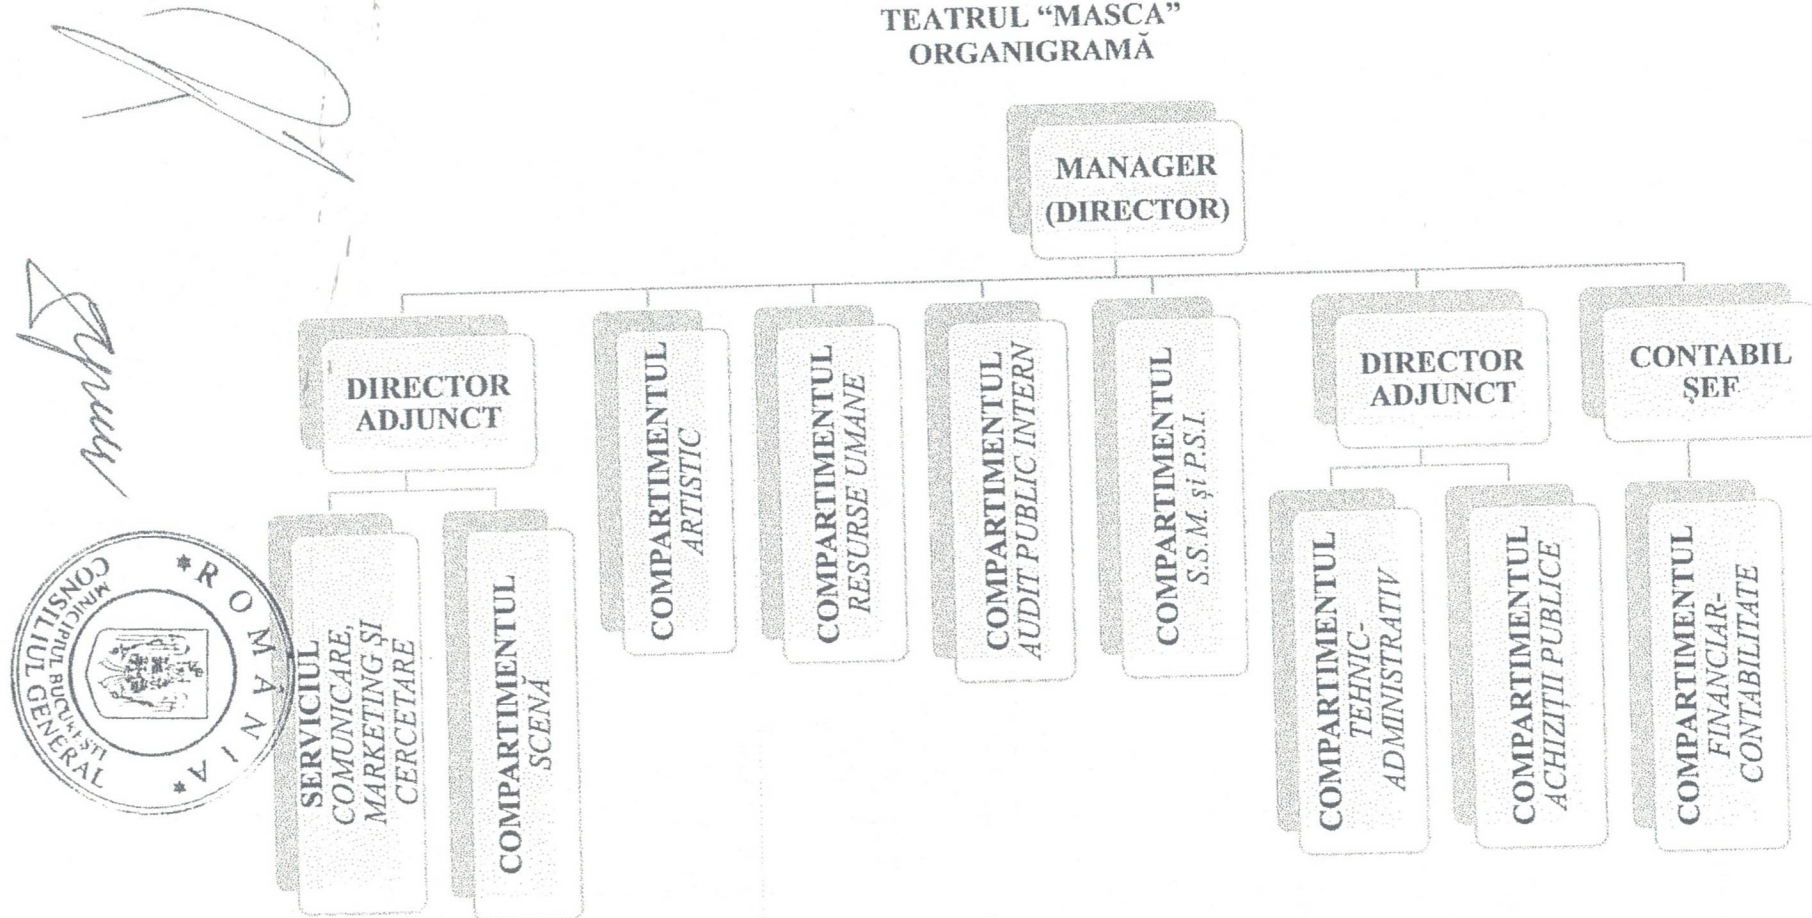 TEATRUL “MASCA”
ORGANIGRAMĂ
MANAGER
(DIRECTOR)
DIRECTOR
ADJUNCT
SERVICIUL
COMUNICARE,
MARKETING ȘI
CERCETARE
COMPARTIMENTUL
SCENĂ
COMPARTIMENTUL
ARTISTIC
COMPARTIMENTUL
RESURSE UMANE
COMPARTIMENTUL
AUDIT PUBLIC INTERN
COMPARTIMENTUL
S.S.M. și P.S.I.
DIRECTOR
ADJUNCT
COMPARTIMENTUL
TEHNIC-
ADMINISTRATIV
COMPARTIMENTUL
ACHIZIȚII PUBLICE
CONTABIL
ȘEF
COMPARTIMENTUL
FINANCIAR-
CONTABILITATE
* ROMÂNIA *
MINICIPIUL BUCUREȘTI
CONSILIUL GENERAL